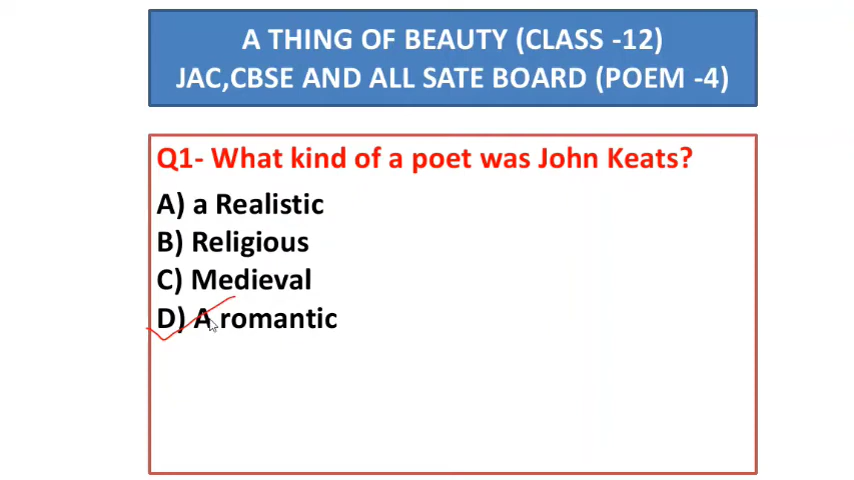 A THING OF BEAUTY (CLASS -12)
JAC,CBSE AND ALL SATE BOARD (POEM -4)
Q1- What kind of a poet was John Keats?
A) a Realistic
B) Religious
C) Medieval
D) A romantic